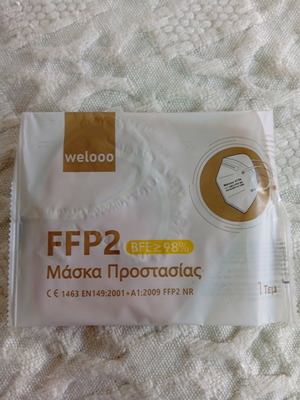 welooo
FFP2 BFE≥98%
Μάσκα Προστασίας
CE 1463 EN149:2001+A1:2009 FFP2 NR
1 Τεμ